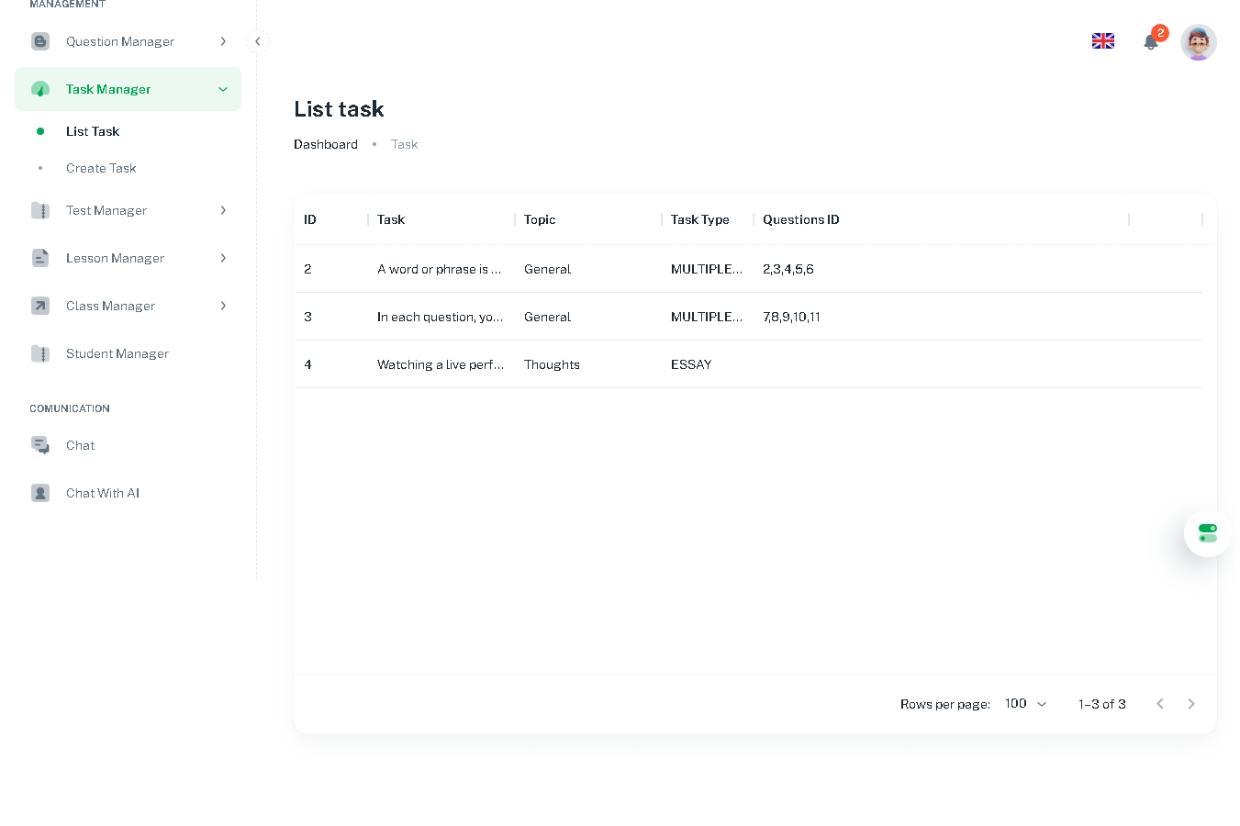 MANAGEMENT
Question Manager
Task Manager
List Task
Create Task
Test Manager
Lesson Manager
Class Manager
Student Manager
COMUNICATION
Chat
Chat With AI
2
List task
Dashboard • Task
ID Task Topic Task Type Questions ID
2 A word or phrase is ... General MULTIPLE... 2,3,4,5,6
3 In each question, yo... General MULTIPLE... 7,8,9,10,11
4 Watching a live perf... Thoughts ESSAY
Rows per page: 100 1–3 of 3